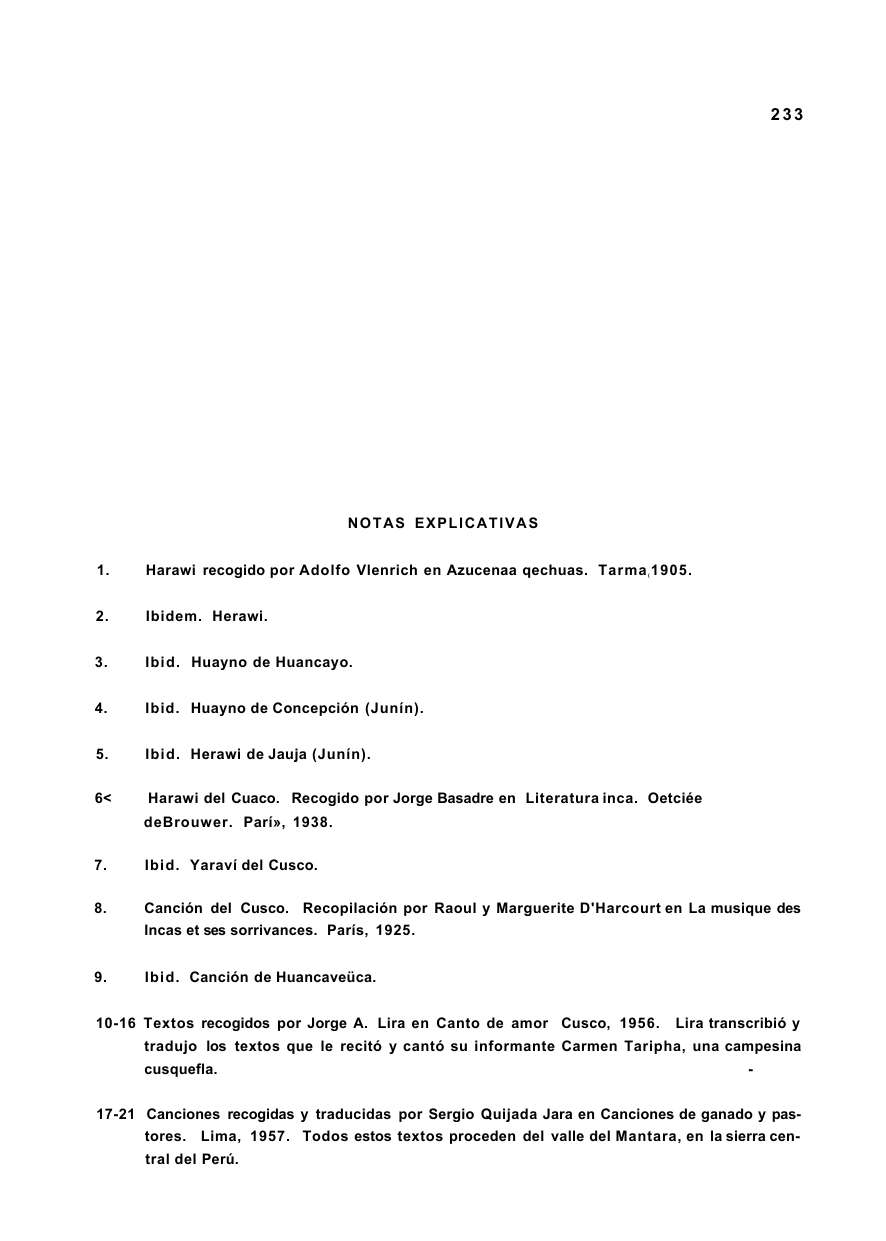 233
NOTAS EXPLICATIVAS
1. Harawi recogido por Adolfo Vlenrich en Azucenaa qechuas. Tarma,1905.
2. Ibidem. Herawi.
3. Ibid. Huayno de Huancayo.
4. Ibid. Huayno de Concepción (Junín).
5. Ibid. Herawi de Jauja (Junín).
6< Harawi del Cuaco. Recogido por Jorge Basadre en Literatura inca. Oetciée
deBrouwer. Parí», 1938.
7. Ibid. Yaraví del Cusco.
8. Canción del Cusco. Recopilación por Raoul y Marguerite D'Harcourt en La musique des
Incas et ses sorrivances. París, 1925.
9. Ibid. Canción de Huancaveüca.
10-16 Textos recogidos por Jorge A. Lira en Canto de amor Cusco, 1956. Lira transcribió y
tradujo los textos que le recitó y cantó su informante Carmen Taripha, una campesina
cusquefla. -
17-21 Canciones recogidas y traducidas por Sergio Quijada Jara en Canciones de ganado y pas-
tores. Lima, 1957. Todos estos textos proceden del valle del Mantara, en la sierra cen-
tral del Perú.